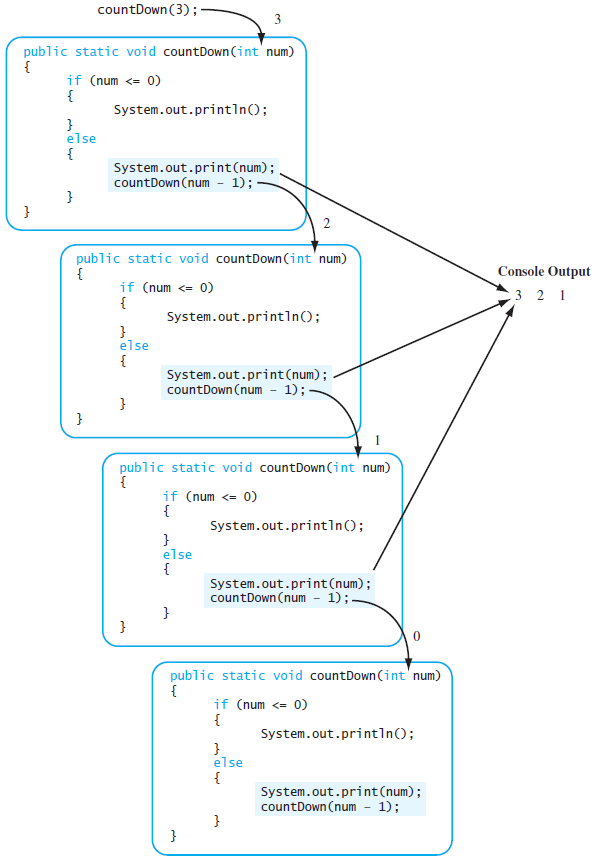 countDown(3);
3
public static void countDown(int num)
{
if (num <= 0)
{
System.out.println();
}
else
{
System.out.print(num);
countDown(num – 1);
}
}
2
public static void countDown(int num)
{
if (num <= 0)
{
System.out.println();
}
else
{
System.out.print(num);
countDown(num – 1);
}
}
Console Output
3 2 1
1
public static void countDown(int num)
{
if (num <= 0)
{
System.out.println();
}
else
{
System.out.print(num);
countDown(num – 1);
}
}
0
public static void countDown(int num)
{
if (num <= 0)
{
System.out.println();
}
else
{
System.out.print(num);
countDown(num – 1);
}
}